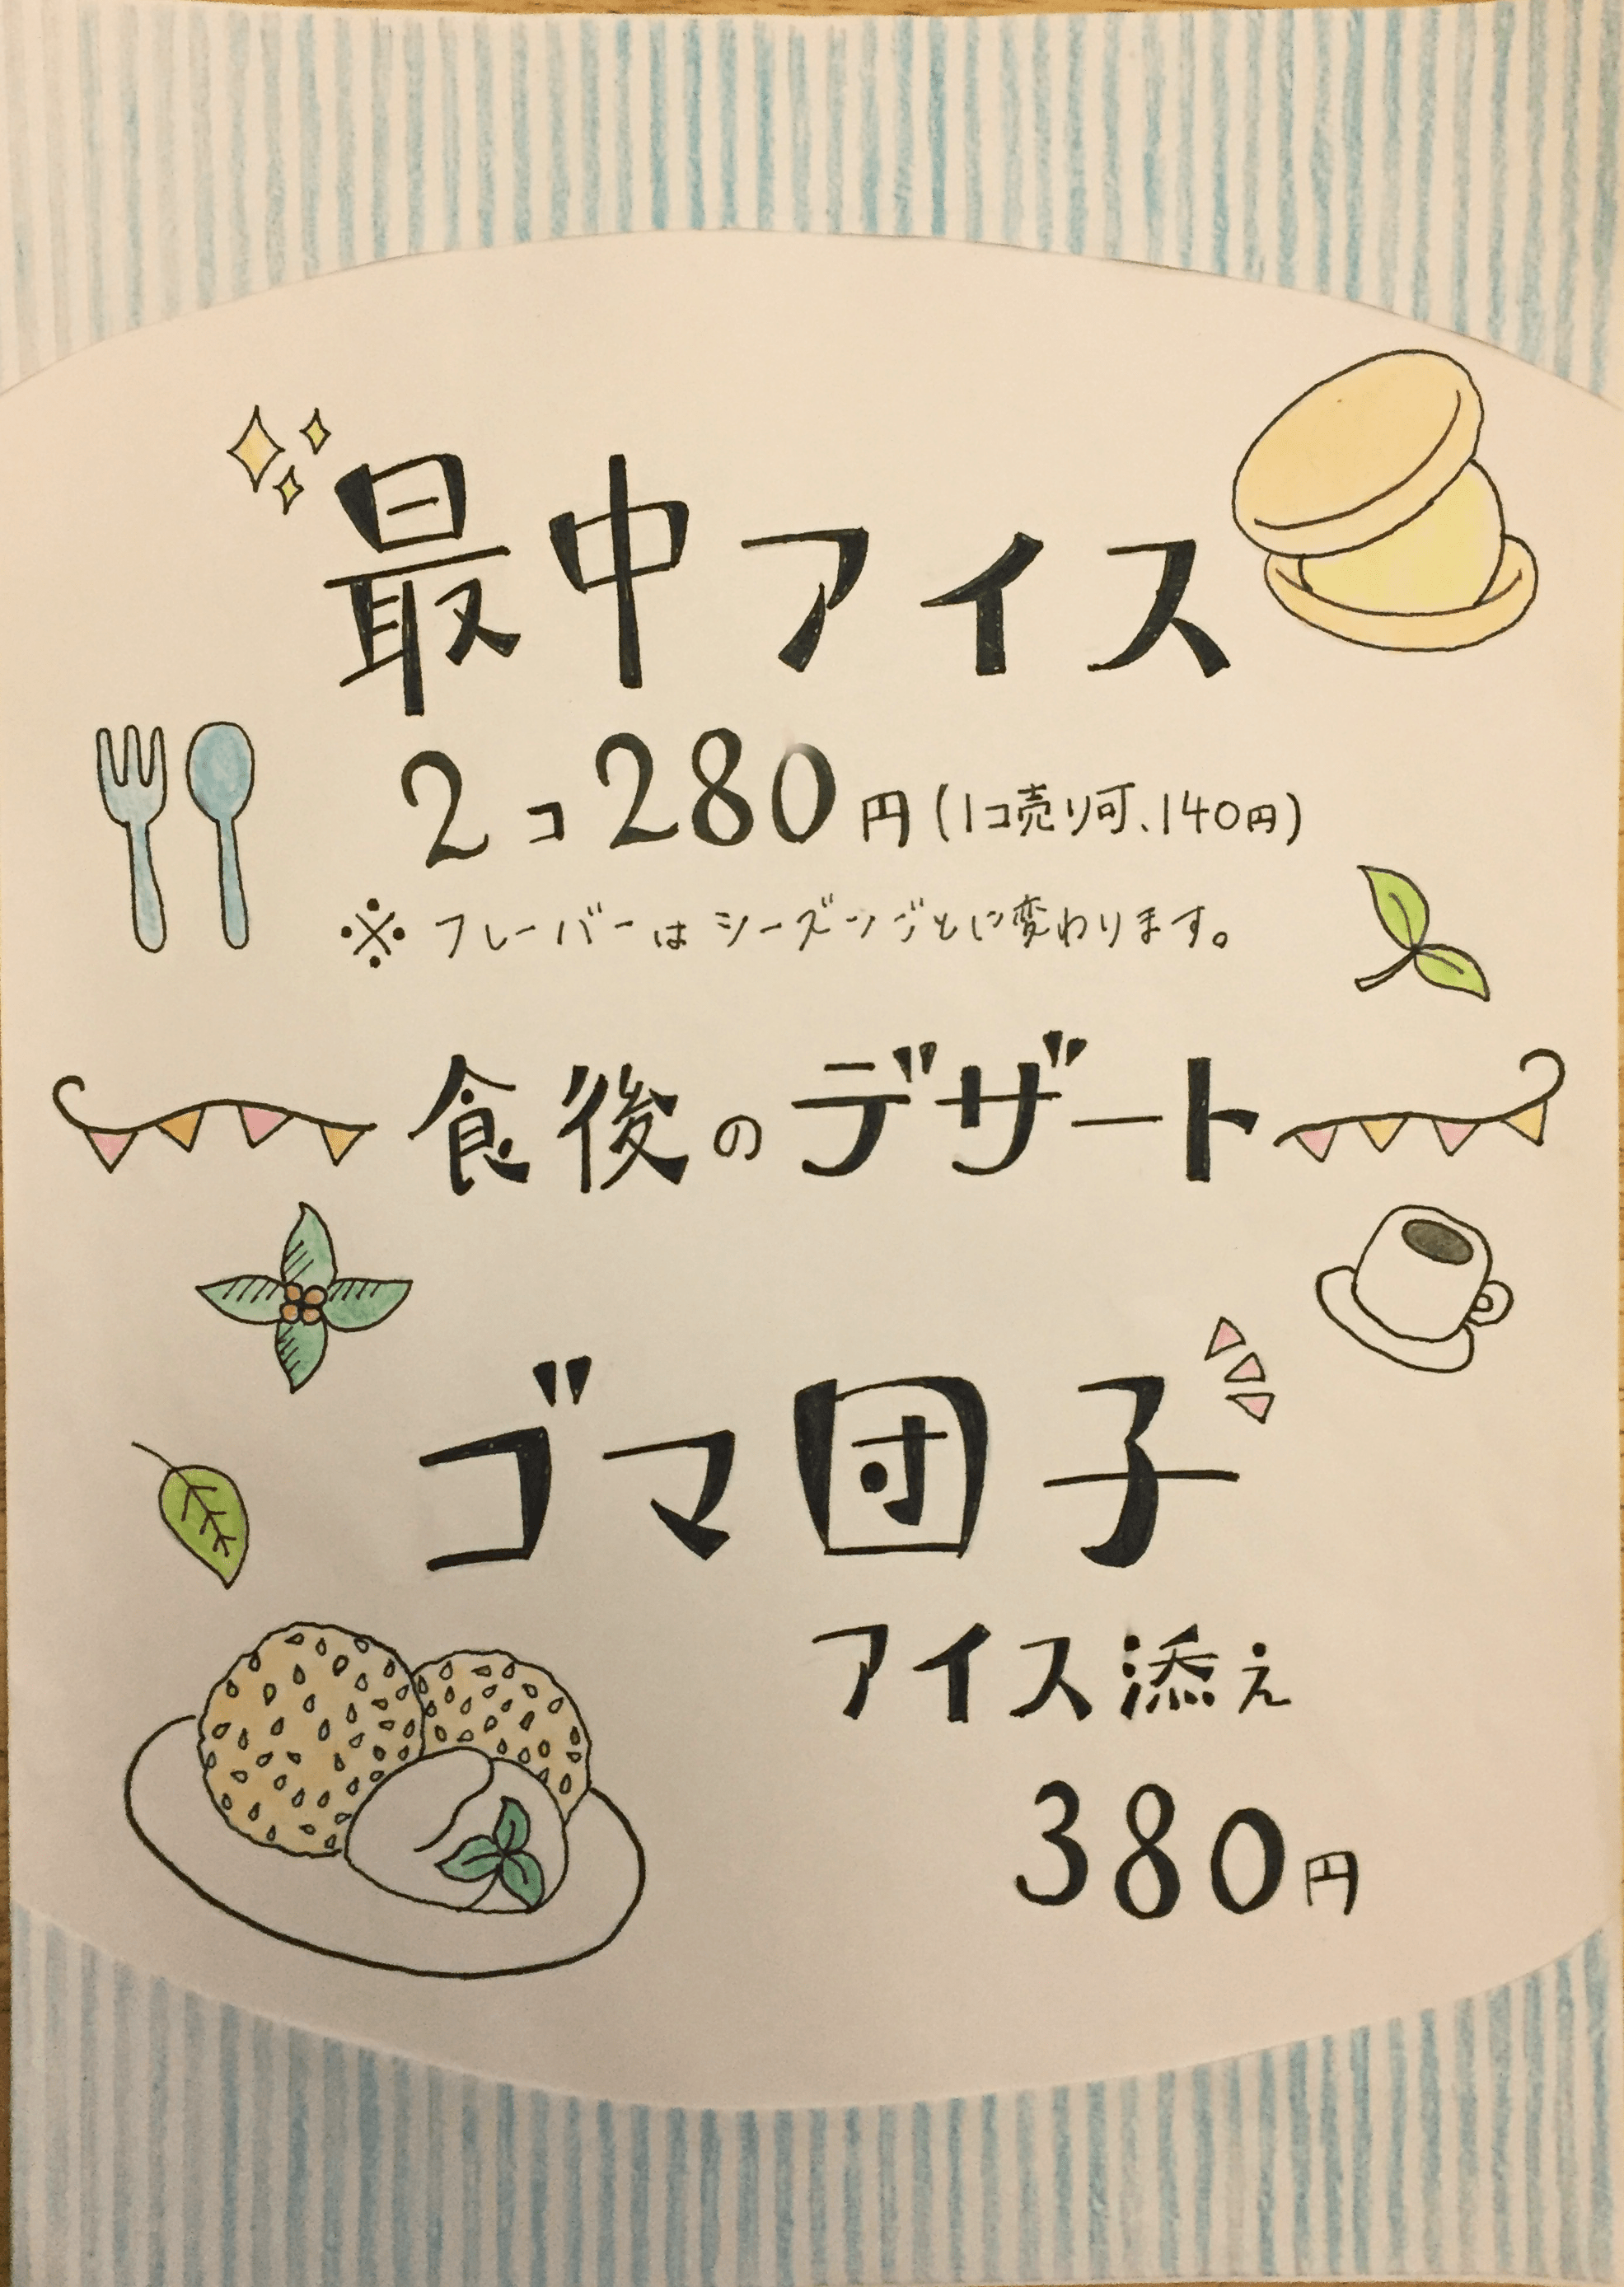 最中アイス
2コ280円(1コ売り可、140円)
※フレーバーはシーズンごとに変わります。
食後のデザート
ゴマ団子
アイス添え
380円